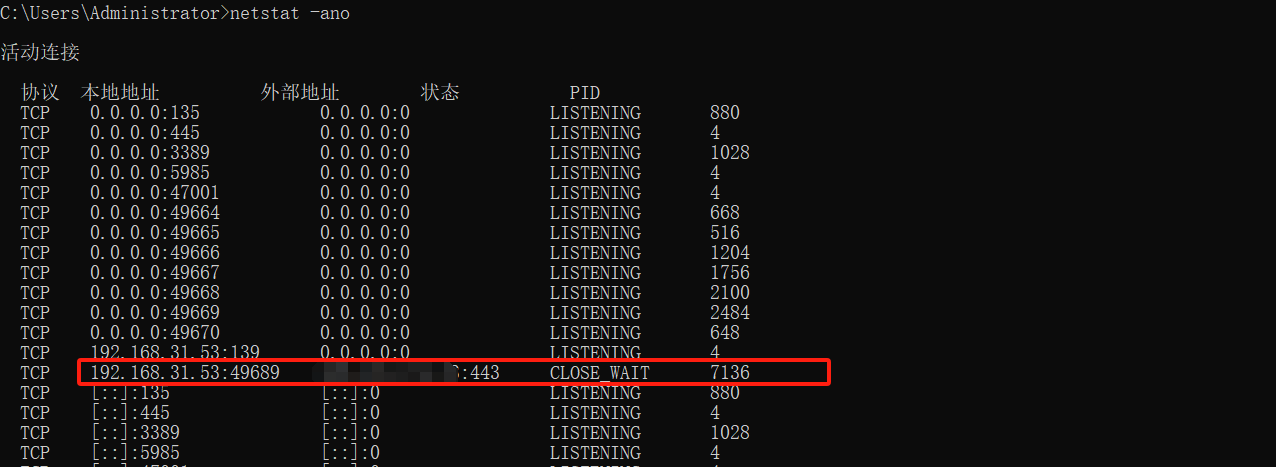 C:\Users\Administrator>netstat -ano
活动连接
协议 本地地址 外部地址 状态 PID
TCP 0.0.0.0:135 0.0.0.0:0 LISTENING 880
TCP 0.0.0.0:445 0.0.0.0:0 LISTENING 4
TCP 0.0.0.0:3389 0.0.0.0:0 LISTENING 1028
TCP 0.0.0.0:5985 0.0.0.0:0 LISTENING 4
TCP 0.0.0.0:47001 0.0.0.0:0 LISTENING 4
TCP 0.0.0.0:49664 0.0.0.0:0 LISTENING 668
TCP 0.0.0.0:49665 0.0.0.0:0 LISTENING 516
TCP 0.0.0.0:49666 0.0.0.0:0 LISTENING 1204
TCP 0.0.0.0:49667 0.0.0.0:0 LISTENING 1756
TCP 0.0.0.0:49668 0.0.0.0:0 LISTENING 2100
TCP 0.0.0.0:49669 0.0.0.0:0 LISTENING 2484
TCP 0.0.0.0:49670 0.0.0.0:0 LISTENING 648
TCP 192.168.31.53:139 0.0.0.0:0 LISTENING 4
TCP 192.168.31.53:49689 :443 CLOSE_WAIT 7136
TCP [::]:135 [::]:0 LISTENING 880
TCP [::]:445 [::]:0 LISTENING 4
TCP [::]:3389 [::]:0 LISTENING 1028
TCP [::]:5985 [::]:0 LISTENING 4